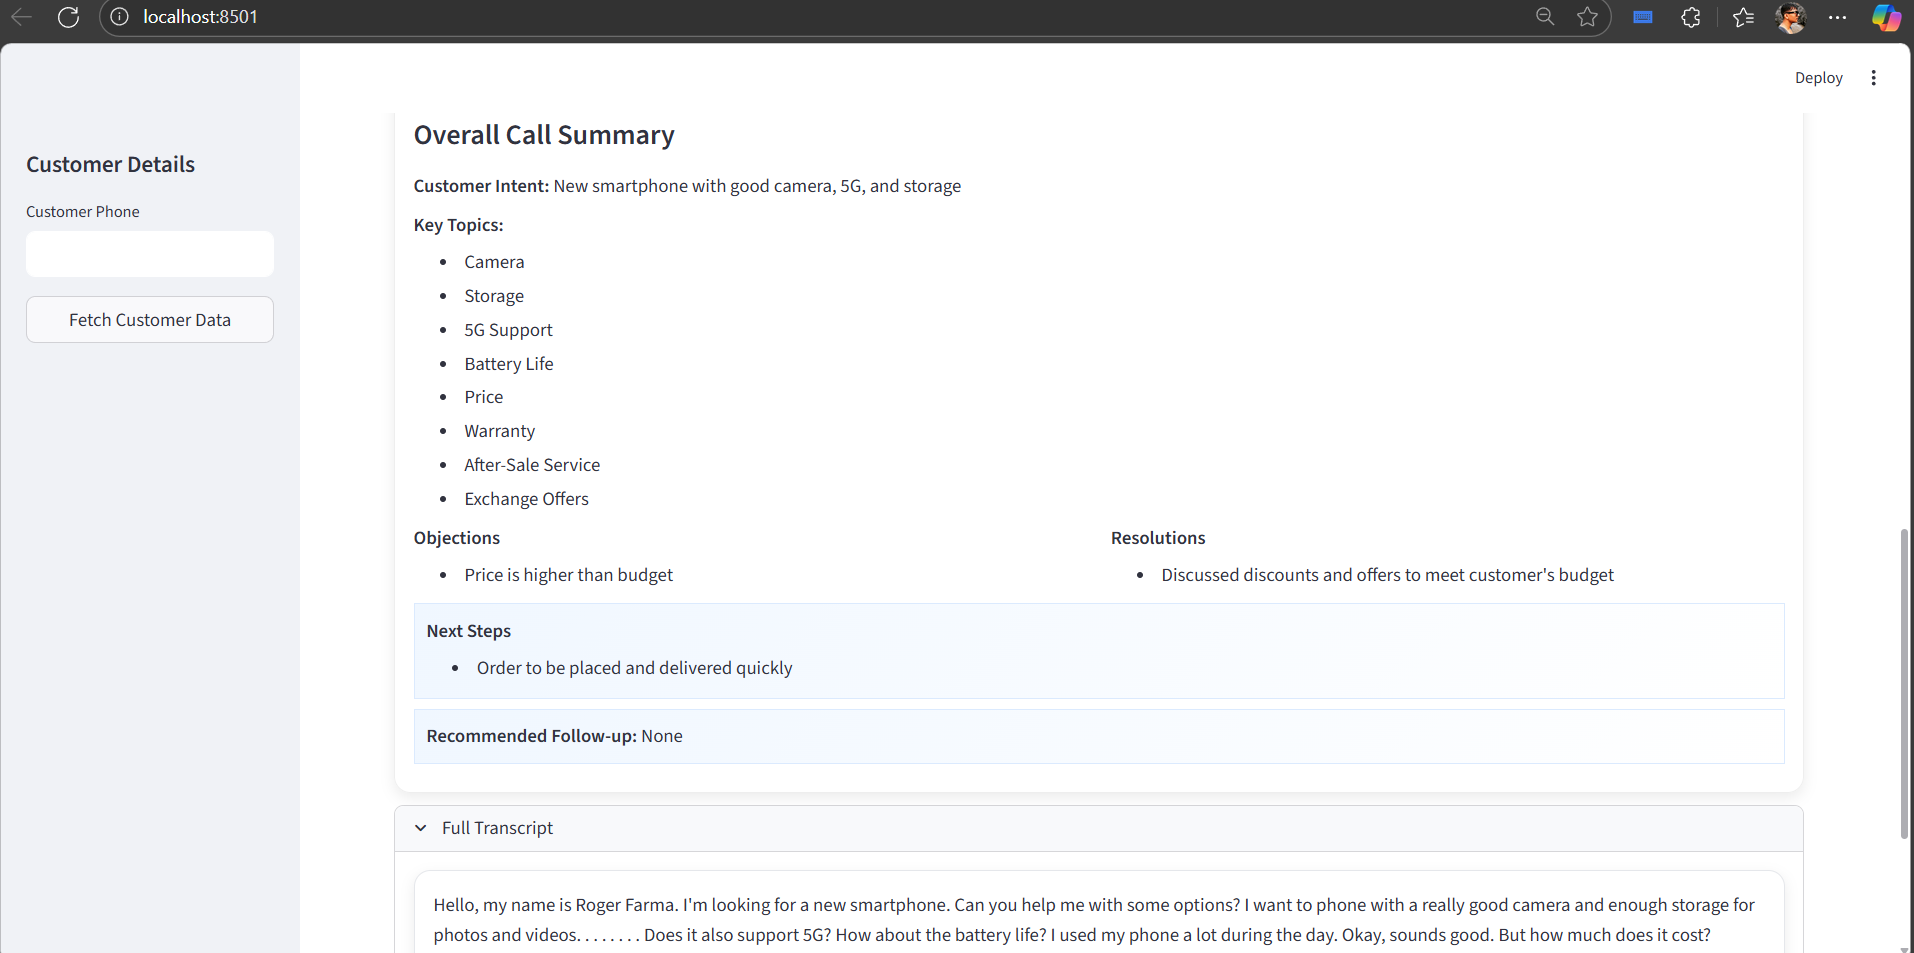 localhost:8501
Deploy
Customer Details
Customer Phone
Fetch Customer Data
Overall Call Summary
Customer Intent: New smartphone with good camera, 5G, and storage
Key Topics:
Camera
Storage
5G Support
Battery Life
Price
Warranty
After-Sale Service
Exchange Offers
Objections
Price is higher than budget
Resolutions
Discussed discounts and offers to meet customer's budget
Next Steps
Order to be placed and delivered quickly
Recommended Follow-up: None
Full Transcript
Hello, my name is Roger Farma. I'm looking for a new smartphone. Can you help me with some options? I want to phone with a really good camera and enough storage for
photos and videos. . . . . . . . Does it also support 5G? How about the battery life? I used my phone a lot during the day. Okay, sounds good. But how much does it cost?